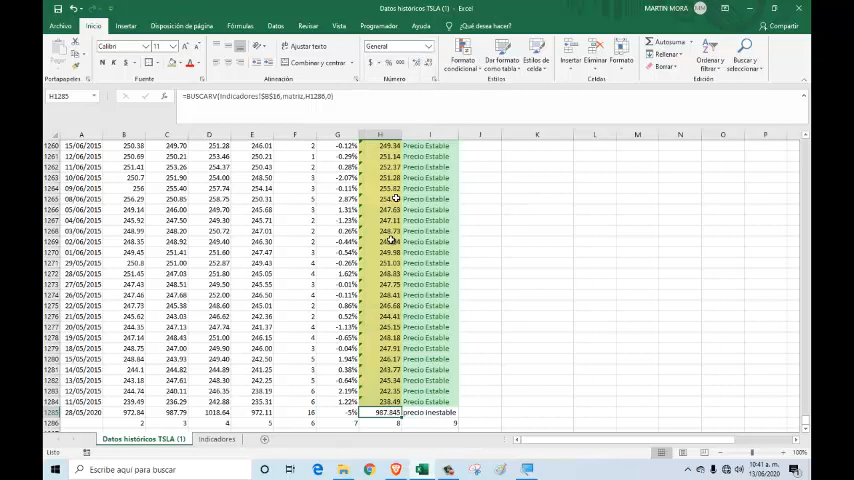 Datos históricos TSLA (1) - Excel
MARTIN MORA
MM
Archivo Inicio Insertar Disposición de página Fórmulas Datos Revisar Vista Programador Ayuda ¿Qué desea hacer? Compartir
Pegar
Calibri 11
N K S
Ajustar texto
Combinar y centrar
General
$ % 000
Formato condicional
Dar formato como tabla
Estilos de celda
Insertar Eliminar Formato
Autosuma
Rellenar
Borrar
Ordenar y filtrar
Buscar y seleccionar
Portapapeles Fuente Alineación Número Estilos Celdas Edición
H1285 fx =BUSCARV(Indicadores!$B$16,matriz,H1286,0)
A B C D E F G H I J K L M N O P
1260 15/06/2015 250.38 249.70 251.28 246.01 2 -0.12% 249.34 Precio Estable
1261 12/06/2015 250.69 250.21 253.46 250.21 1 -0.29% 251.14 Precio Estable
1262 11/06/2015 251.41 253.26 254.37 250.43 2 0.28% 252.37 Precio Estable
1263 10/06/2015 250.7 251.90 254.00 248.50 3 -2.07% 251.28 Precio Estable
1264 09/06/2015 256 255.40 257.74 254.14 3 -0.11% 255.82 Precio Estable
1265 08/06/2015 256.29 250.85 258.75 250.31 5 2.87% 254. Precio Estable
1266 05/06/2015 249.14 246.00 249.70 245.68 3 1.31% 247.63 Precio Estable
1267 04/06/2015 245.92 247.50 249.30 245.71 2 -1.23% 247.11 Precio Estable
1268 03/06/2015 248.99 248.20 250.72 247.01 2 0.26% 248.73 Precio Estable
1269 02/06/2015 248.35 248.92 249.40 246.30 2 -0.44% Precio Estable
1270 01/06/2015 249.45 251.41 251.60 247.47 3 -0.54% 249.98 Precio Estable
1271 29/05/2015 250.8 251.00 252.87 249.43 4 -0.26% 251.03 Precio Estable
1272 28/05/2015 251.45 247.03 251.80 245.05 4 1.62% 248.83 Precio Estable
1273 27/05/2015 247.43 248.51 249.50 245.55 3 -0.01% 247.75 Precio Estable
1274 26/05/2015 247.46 247.68 252.00 246.50 4 -0.11% 248.41 Precio Estable
1275 22/05/2015 247.73 245.38 248.60 245.02 2 0.86% 246.68 Precio Estable
1276 21/05/2015 245.62 243.03 246.62 242.36 2 0.52% 244.41 Precio Estable
1277 20/05/2015 244.35 247.13 247.74 241.37 4 -1.13% 245.15 Precio Estable
1278 19/05/2015 247.14 248.43 251.00 246.15 4 -0.65% 248.18 Precio Estable
1279 18/05/2015 248.75 247.00 249.90 246.00 3 -0.04% 247.91 Precio Estable
1280 15/05/2015 248.84 243.93 249.40 242.50 5 1.94% 246.17 Precio Estable
1281 14/05/2015 244.1 244.82 244.89 241.25 3 0.38% 243.77 Precio Estable
1282 13/05/2015 243.18 247.61 248.30 242.52 5 -0.64% 245.34 Precio Estable
1283 12/05/2015 244.74 240.11 246.35 238.19 6 2.19% 242.35 Precio Estable
1284 11/05/2015 239.49 236.29 242.88 235.31 6 1.22% 238.49 Precio Estable
1285 28/05/2020 972.84 987.79 1018.64 972.11 16 -5% 987.845 precio Inestable
1286 2 3 4 5 6 7 8 9
Datos históricos TSLA (1) Indicadores
Listo 100%
Escribe aquí para buscar
10:41 a. m.
13/06/2020